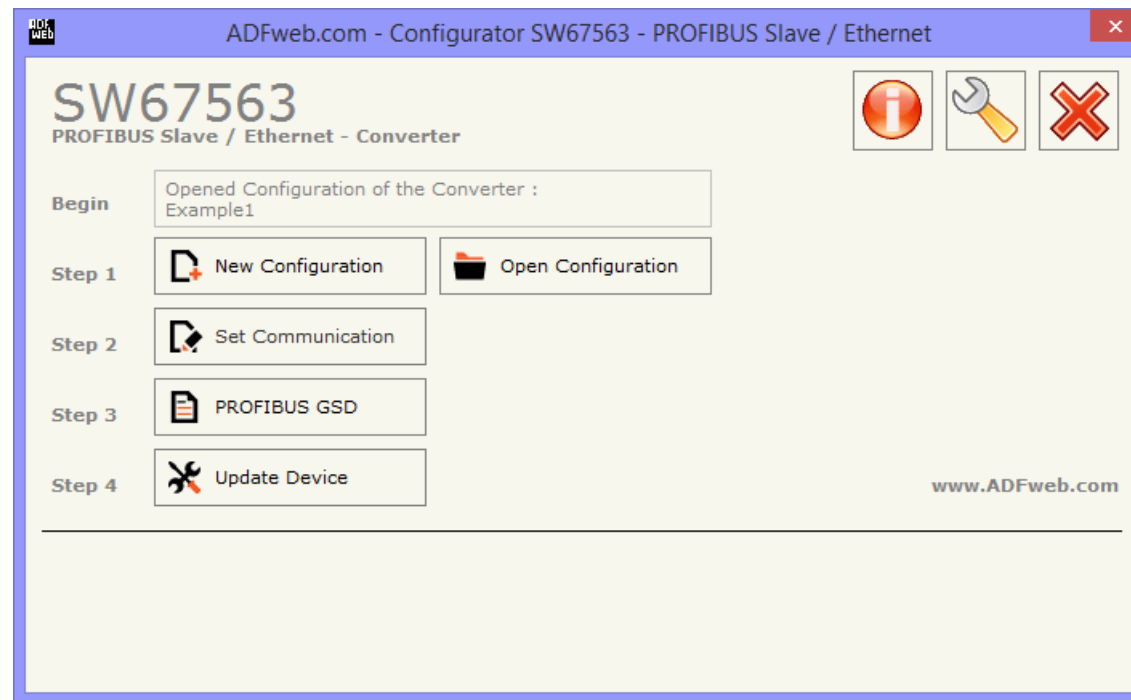 ADF
WEB
ADFweb.com - Configurator SW67563 - PROFIBUS Slave / Ethernet
SW67563
PROFIBUS Slave / Ethernet - Converter
Begin
Opened Configuration of the Converter :
Example1
Step 1
New Configuration
Open Configuration
Step 2
Set Communication
Step 3
PROFIBUS GSD
Step 4
Update Device
www.ADFweb.com